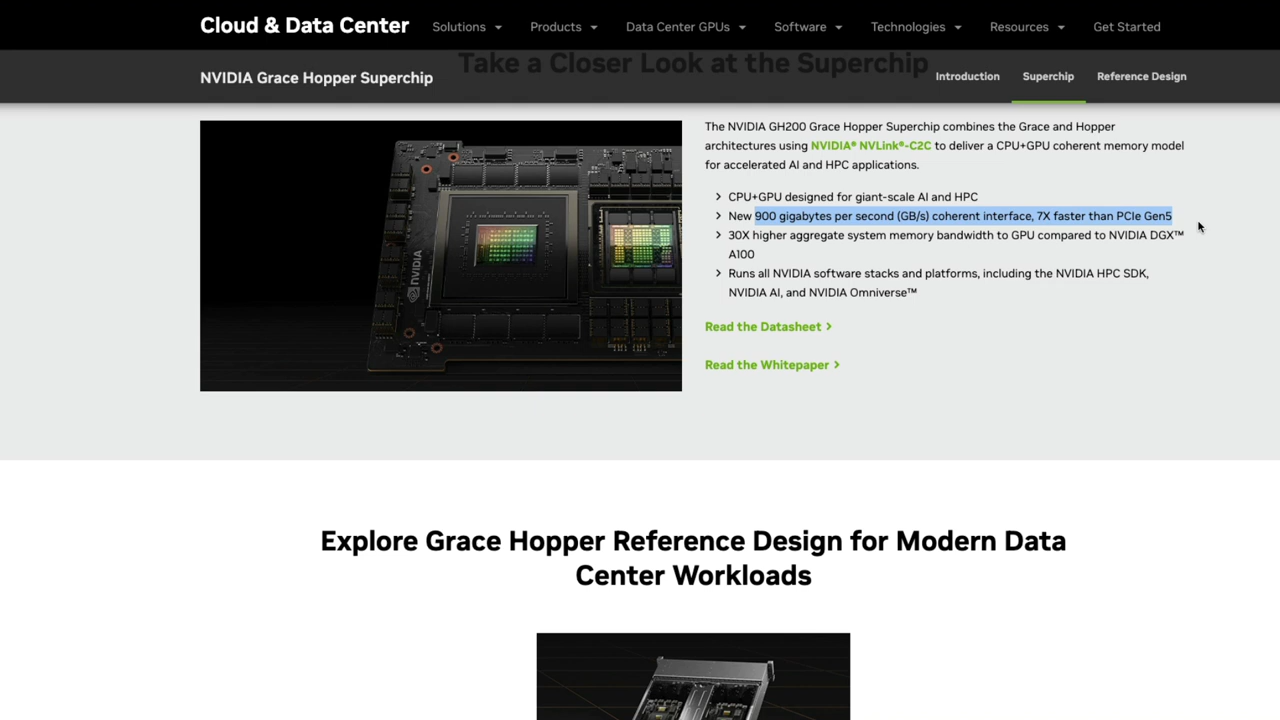 Cloud & Data Center
Solutions
Products
Data Center GPUs
Software
Technologies
Resources
Get Started
Take a Closer Look at the Superchip
NVIDIA Grace Hopper Superchip
Introduction
Superchip
Reference Design
NVIDIA
The NVIDIA GH200 Grace Hopper Superchip combines the Grace and Hopper
architectures using NVIDIA® NVLink®-C2C to deliver a CPU+GPU coherent memory model
for accelerated AI and HPC applications.
CPU+GPU designed for giant-scale AI and HPC
New 900 gigabytes per second (GB/s) coherent interface, 7X faster than PCIe Gen5
30X higher aggregate system memory bandwidth to GPU compared to NVIDIA DGX™
A100
Runs all NVIDIA software stacks and platforms, including the NVIDIA HPC SDK,
NVIDIA AI, and NVIDIA Omniverse™
Read the Datasheet
Read the Whitepaper
Explore Grace Hopper Reference Design for Modern Data
Center Workloads